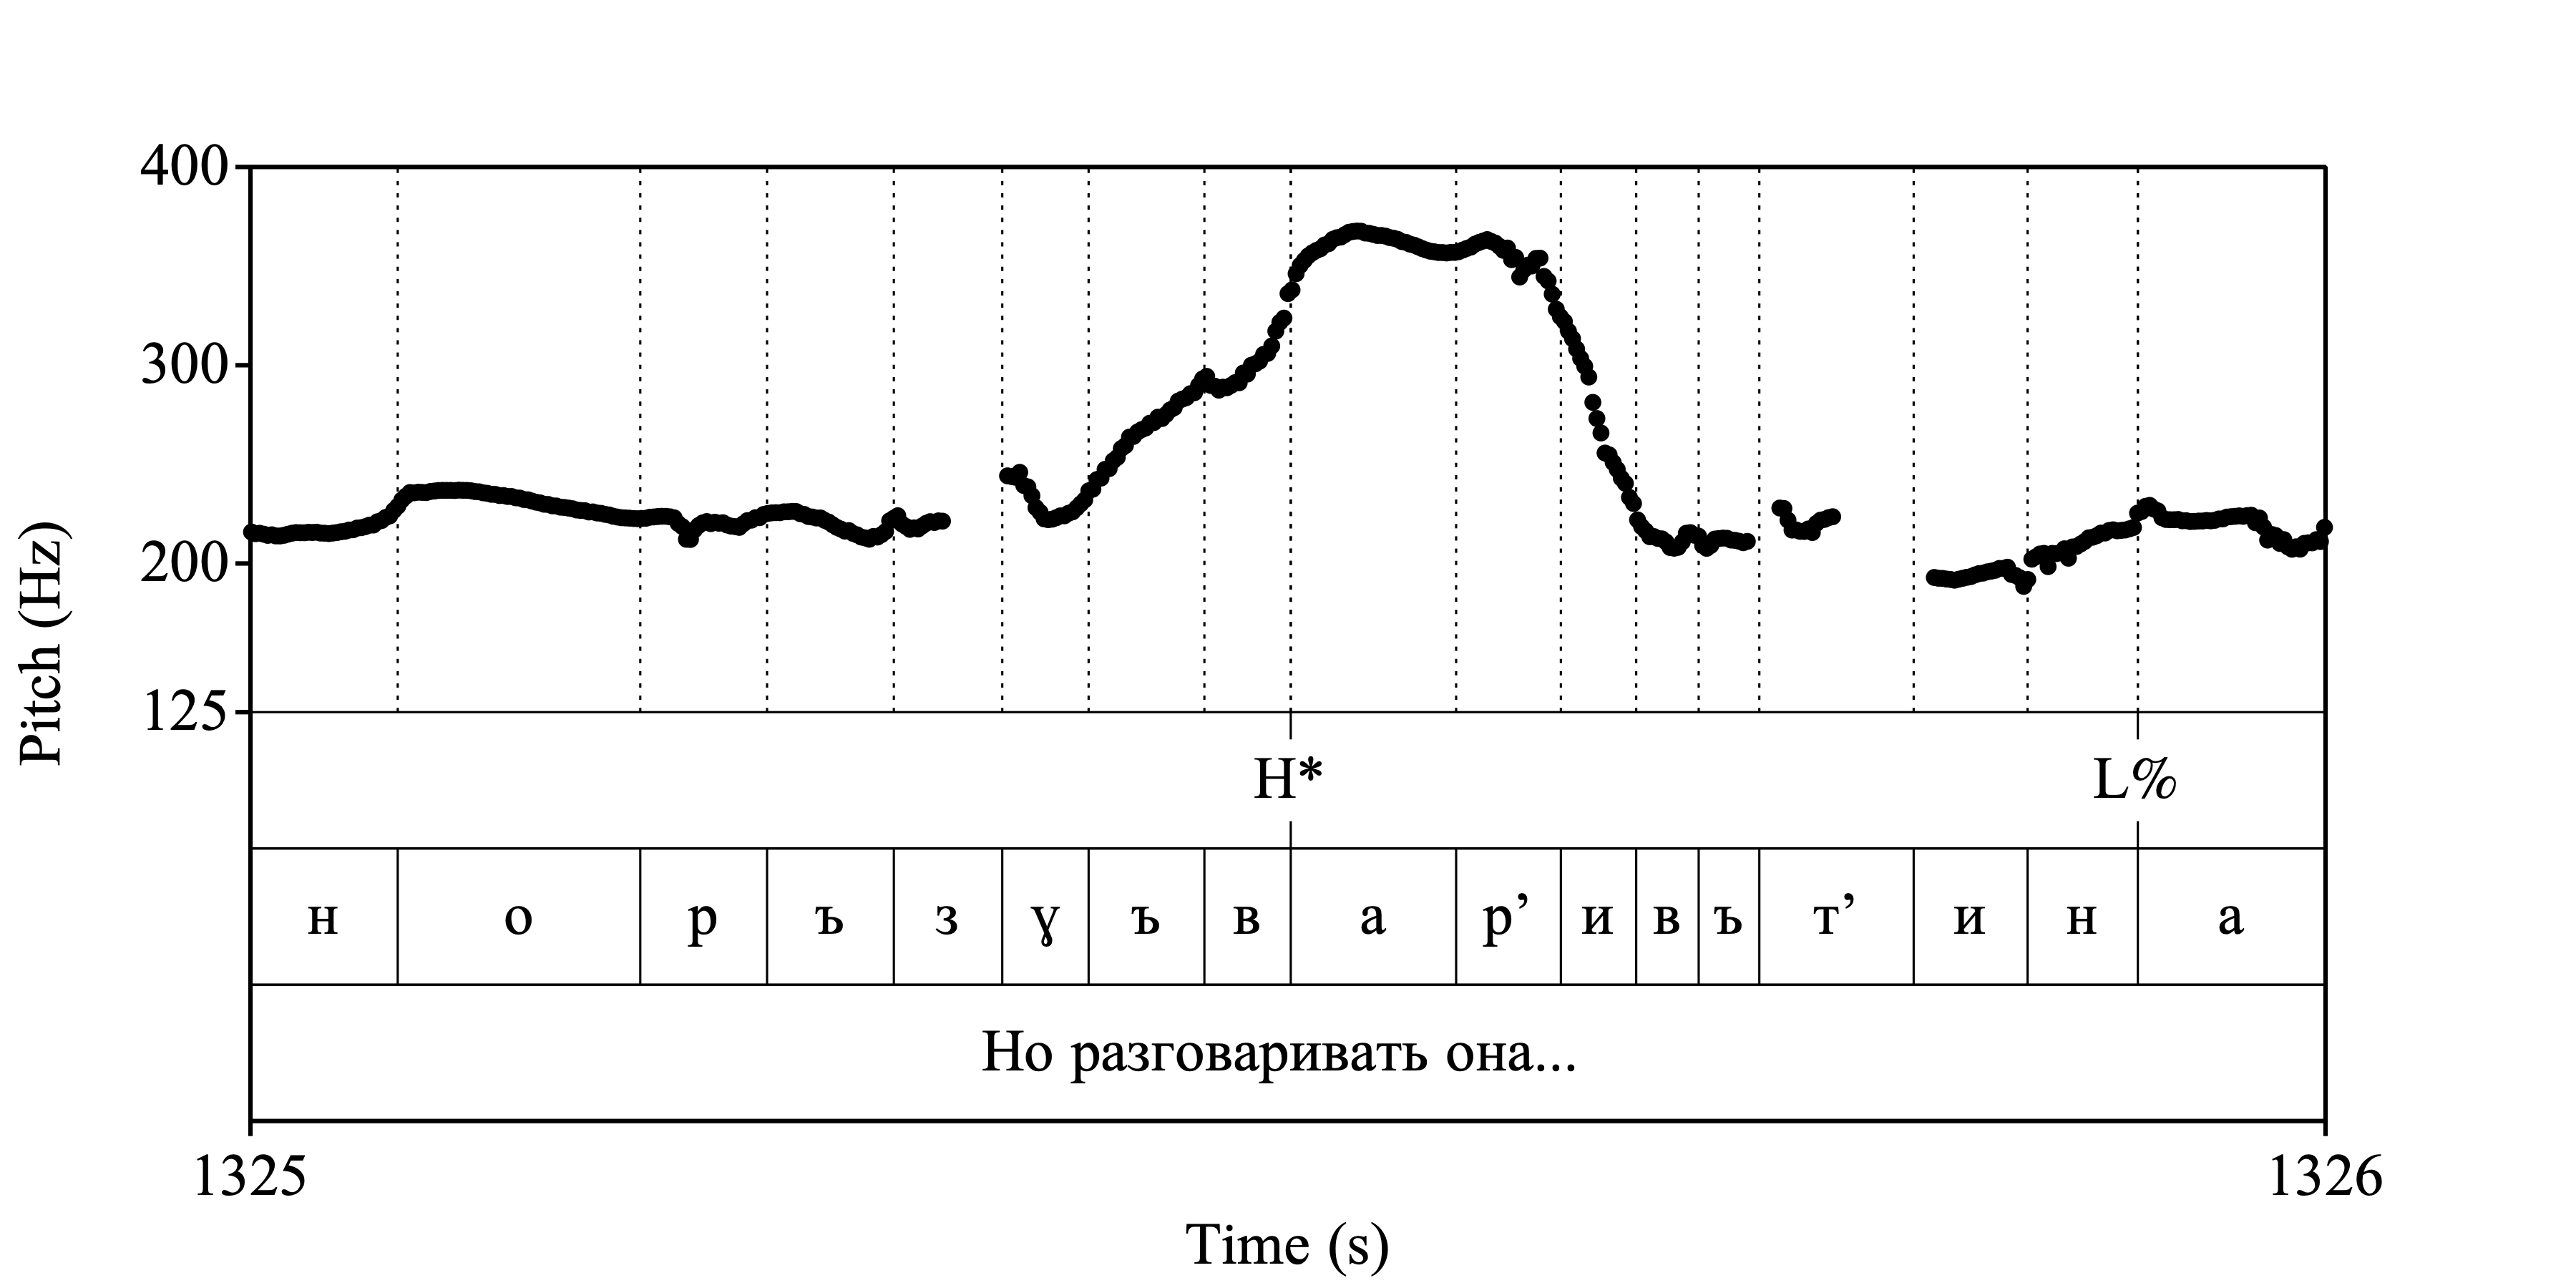 400
300
200
125
Pitch (Hz)
H* L%
н о р ъ з ɣ ъ в а р’ и в ъ т’ и н а
Но разговаривать она...
1325 1326
Time (s)